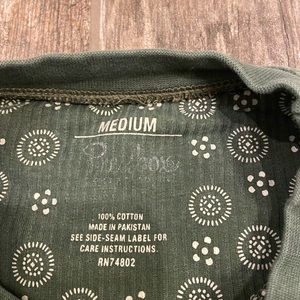 MEDIUM
100% COTTON
MADE IN PAKISTAN
SEE SIDE-SEAM LABEL FOR
CARE INSTRUCTIONS.
RN74802